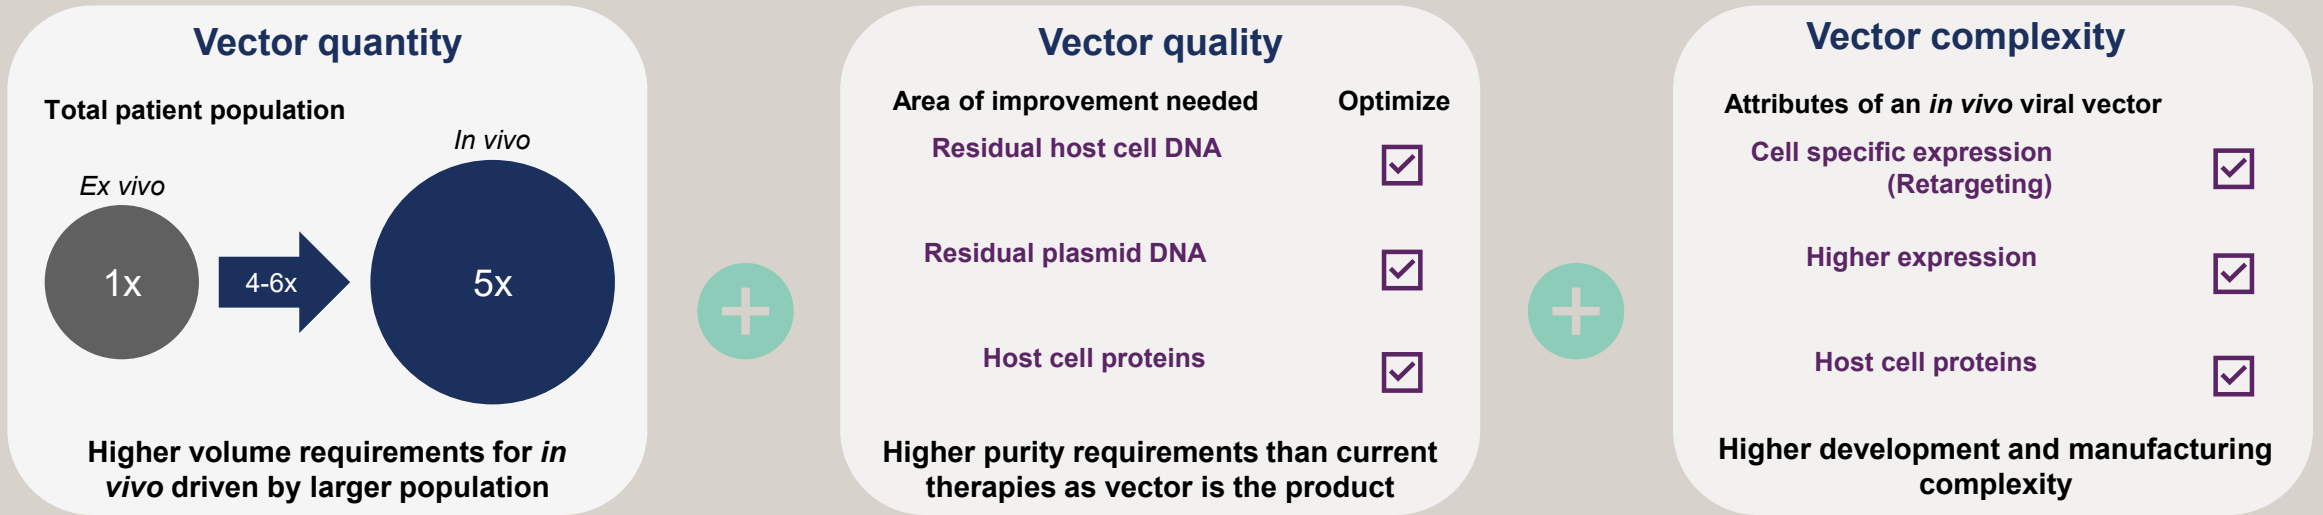 Vector quantity
Total patient population
Ex vivo
In vivo
1x
4-6x
5x
Higher volume requirements for in
vivo driven by larger population
+
Vector quality
Area of improvement needed Optimize
Residual host cell DNA
Residual plasmid DNA
Host cell proteins
Higher purity requirements than current
therapies as vector is the product
+
Vector complexity
Attributes of an in vivo viral vector
Cell specific expression
(Retargeting)
Higher expression
Host cell proteins
Higher development and manufacturing
complexity